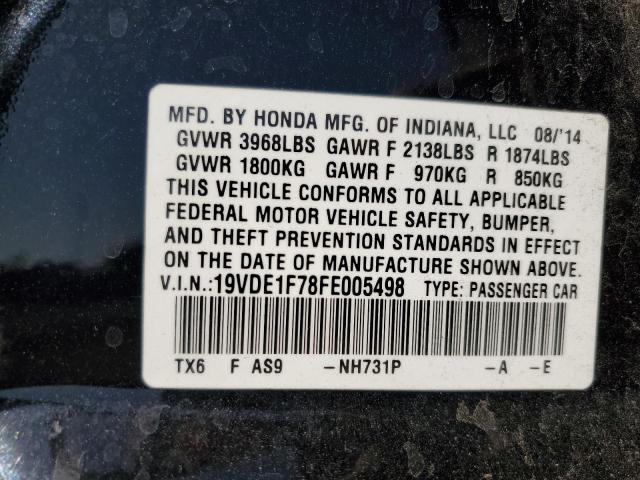 MFD. BY HONDA MFG. OF INDIANA, LLC 08/'14
GVWR 3968LBS GAWR F 2138LBS R 1874LBS
GVWR 1800KG GAWR F 970KG R 850KG
THIS VEHICLE CONFORMS TO ALL APPLICABLE
FEDERAL MOTOR VEHICLE SAFETY, BUMPER,
AND THEFT PREVENTION STANDARDS IN EFFECT
ON THE DATE OF MANUFACTURE SHOWN ABOVE.
V.I.N.:19VDE1F78FE005498 TYPE: PASSENGER CAR
TX6 F AS9 -NH731P -A -E